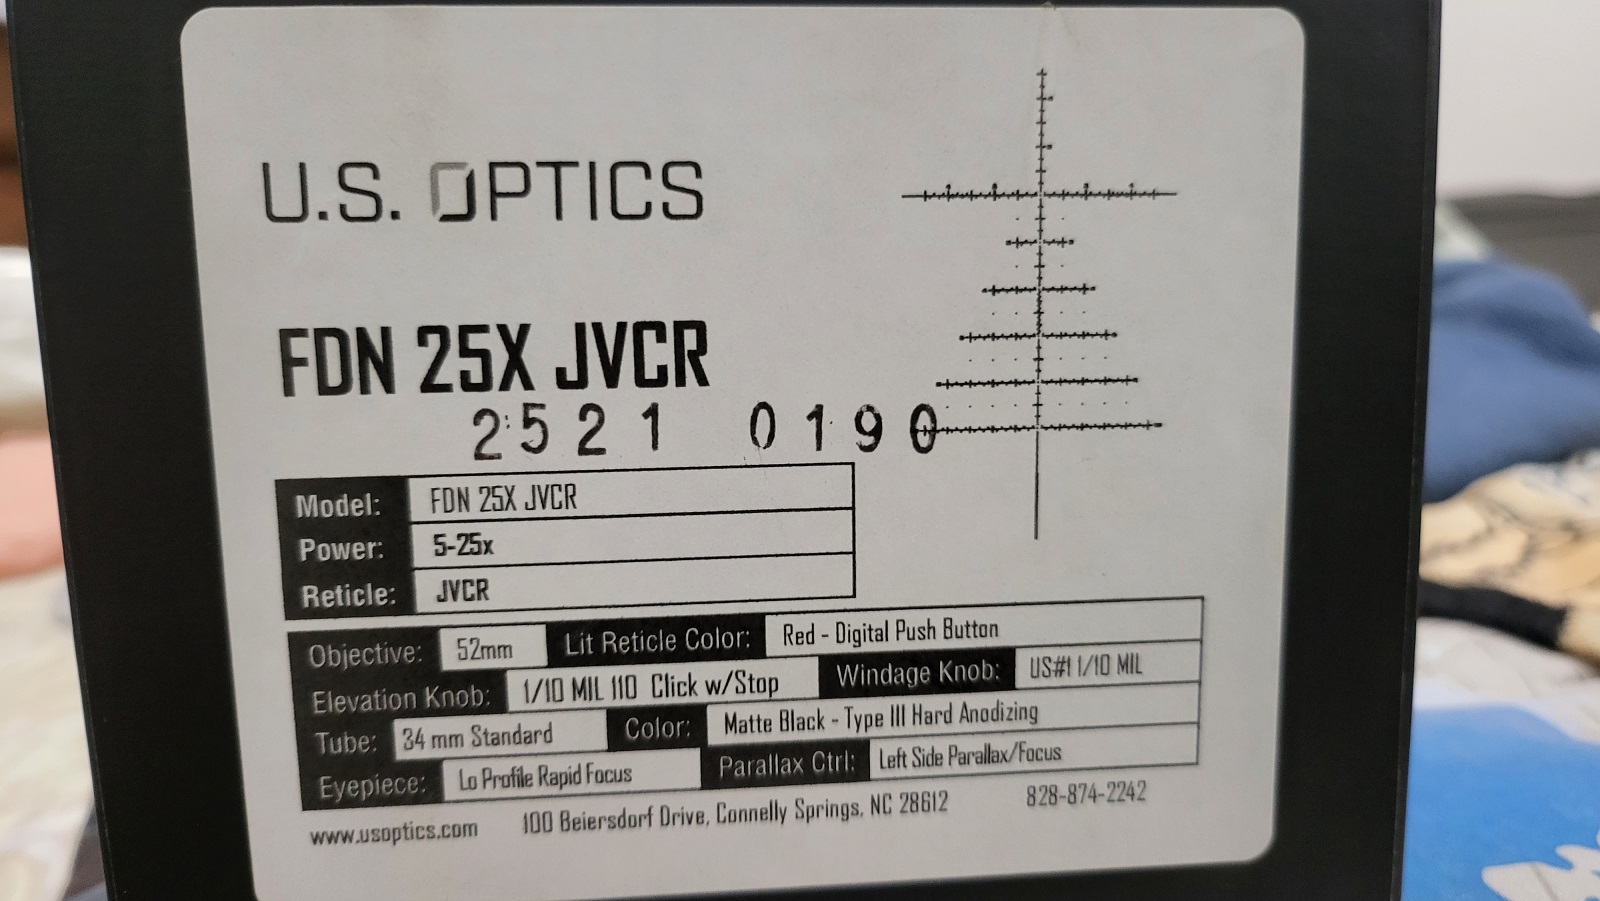 U.S. OPTICS
FDN 25X JVCR
2521 0190
Model: FDN 25X JVCR
Power: 5-25x
Reticle: JVCR
Objective: 52mm Lit Reticle Color: Red - Digital Push Button
Elevation Knob: 1/10 MIL 110 Click w/Stop Windage Knob: US#1 1/10 MIL
Tube: 34 mm Standard Color: Matte Black - Type III Hard Anodizing
Eyepiece: Lo Profile Rapid Focus Parallax Ctrl: Left Side Parallax/Focus
www.usoptics.com 100 Beiersdorf Drive, Connelly Springs, NC 28612 828-874-2242